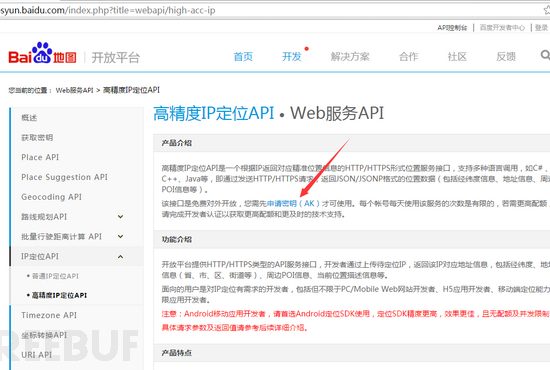 esyun.baidu.com/index.php?title=webapi/high-acc-ip
API控制台 | 百度开发者中心 | 登录
Bai du 地图 | 开放平台
首页 开发 解决方案 合作 社区 反馈
您当前的位置： Web服务API > 高精度IP定位API
概述
获取密钥
Place API
Place Suggestion API
Geocoding API
路线规划API
批量行驶距离计算 API
IP定位API
普通IP定位API
高精度IP定位API
Timezone API
坐标转换API
URI API
REEBUF
高精度IP定位API • Web服务API
产品介绍
高精度IP定位API是一个根据IP返回对应精准位置信息的HTTP/HTTPS形式位置服务接口，支持多种语言调用，如C#、
C++、Java等，即通过发送HTTP/HTTPS请求，返回JSON/JSONP格式的位置数据（包括经纬度信息、地址信息、周边
POI信息等）。
该接口是免费对外开放，您需先申请密钥（AK）才可使用。每个帐号每天使用该服务的次数是有限的，若需更高配额，
请完成开发者认证以获取更高配额和更及时的技术支持。
功能介绍
开放平台提供HTTP/HTTPS类型的API服务接口，开发者通过上传待定位IP，返回该IP对应地址信息，包括经纬度、地
信息（省、市、区、街道等）、周边POI信息、当前位置描述信息等。
面向的用户是对IP定位有需求的开发者，包括但不限于PC/Mobile Web网站开发者、H5应用开发者、移动端定位能力
限应用开发者。
注意：Android移动应用开发者，请首选Android定位SDK使用，定位SDK精度更高，效果更佳，且无配额及并发限制
具体请求参数及返回值请参考后续详细介绍。
产品特点